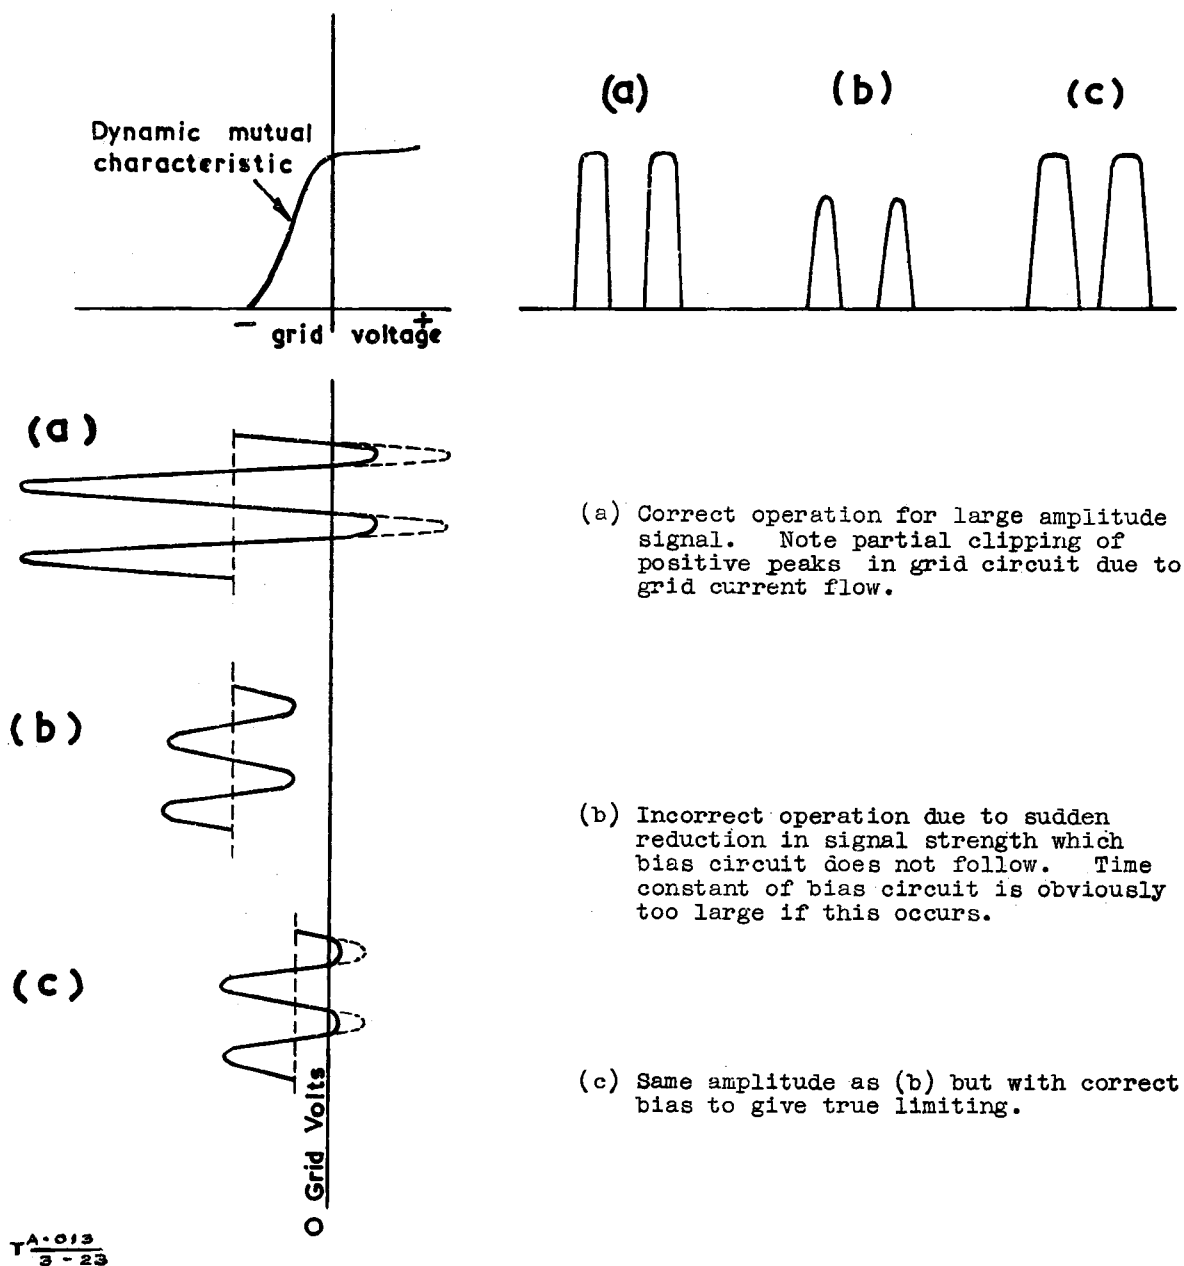 (a) (b) (c)
Dynamic mutual
characteristic
− +
grid voltage
(a)
(a) Correct operation for large amplitude
signal. Note partial clipping of
positive peaks in grid circuit due to
grid current flow.
(b)
(b) Incorrect operation due to sudden
reduction in signal strength which
bias circuit does not follow. Time
constant of bias circuit is obviously
too large if this occurs.
(c)
(c) Same amplitude as (b) but with correct
bias to give true limiting.
O Grid Volts
T A·013
3 - 23